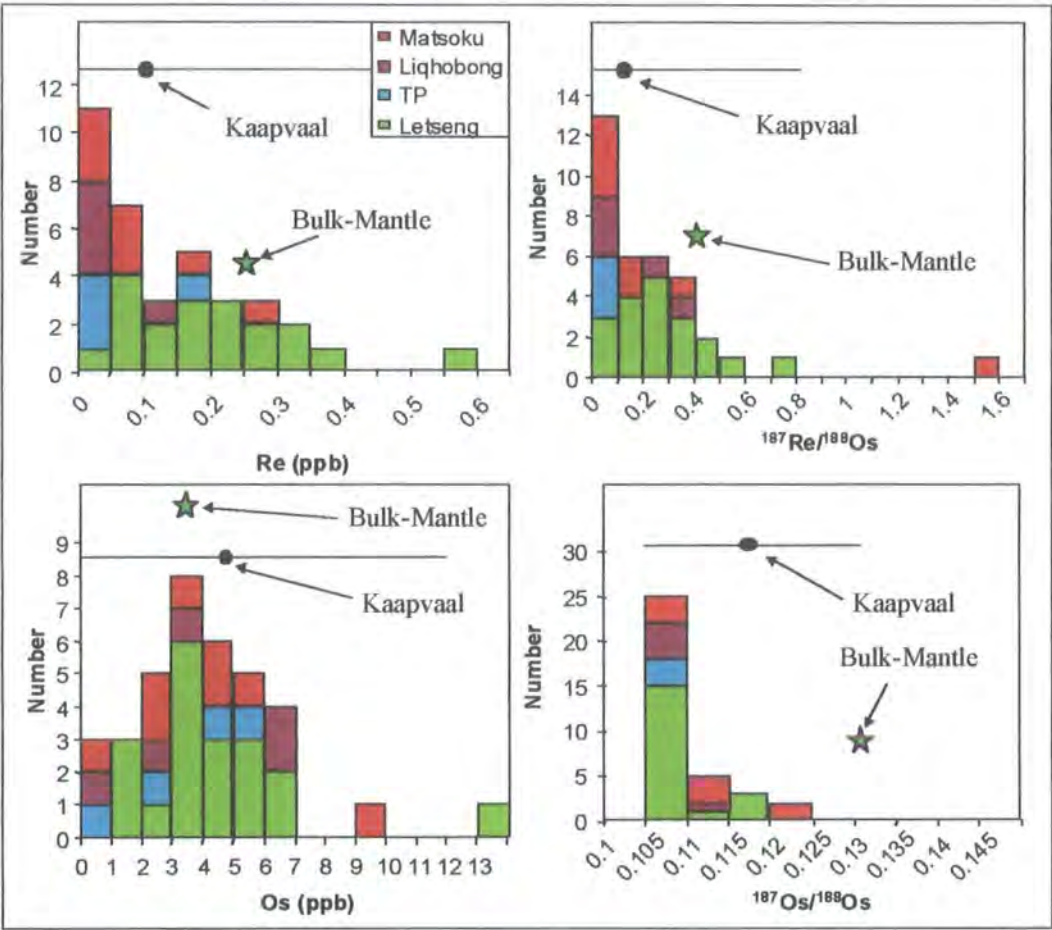 Matsoku
Liqhobong
TP
Letseng
Kaapvaal
Bulk-Mantle
Number
12
10
8
6
4
2
0
0 0.1 0.2 0.3 0.4 0.5 0.6
Re (ppb)
Kaapvaal
Bulk-Mantle
Number
14
12
10
8
6
4
2
0
0 0.2 0.4 0.6 0.8 1 1.2 1.4 1.6
¹⁸⁷Re/¹⁸⁸Os
Bulk-Mantle
Kaapvaal
Number
9
8
7
6
5
4
3
2
1
0
0 1 2 3 4 5 6 7 8 9 10 11 12 13
Os (ppb)
Kaapvaal
Bulk-Mantle
Number
30
25
20
15
10
5
0
0.1 0.105 0.11 0.115 0.12 0.125 0.13 0.135 0.14 0.145
¹⁸⁷Os/¹⁸⁸Os